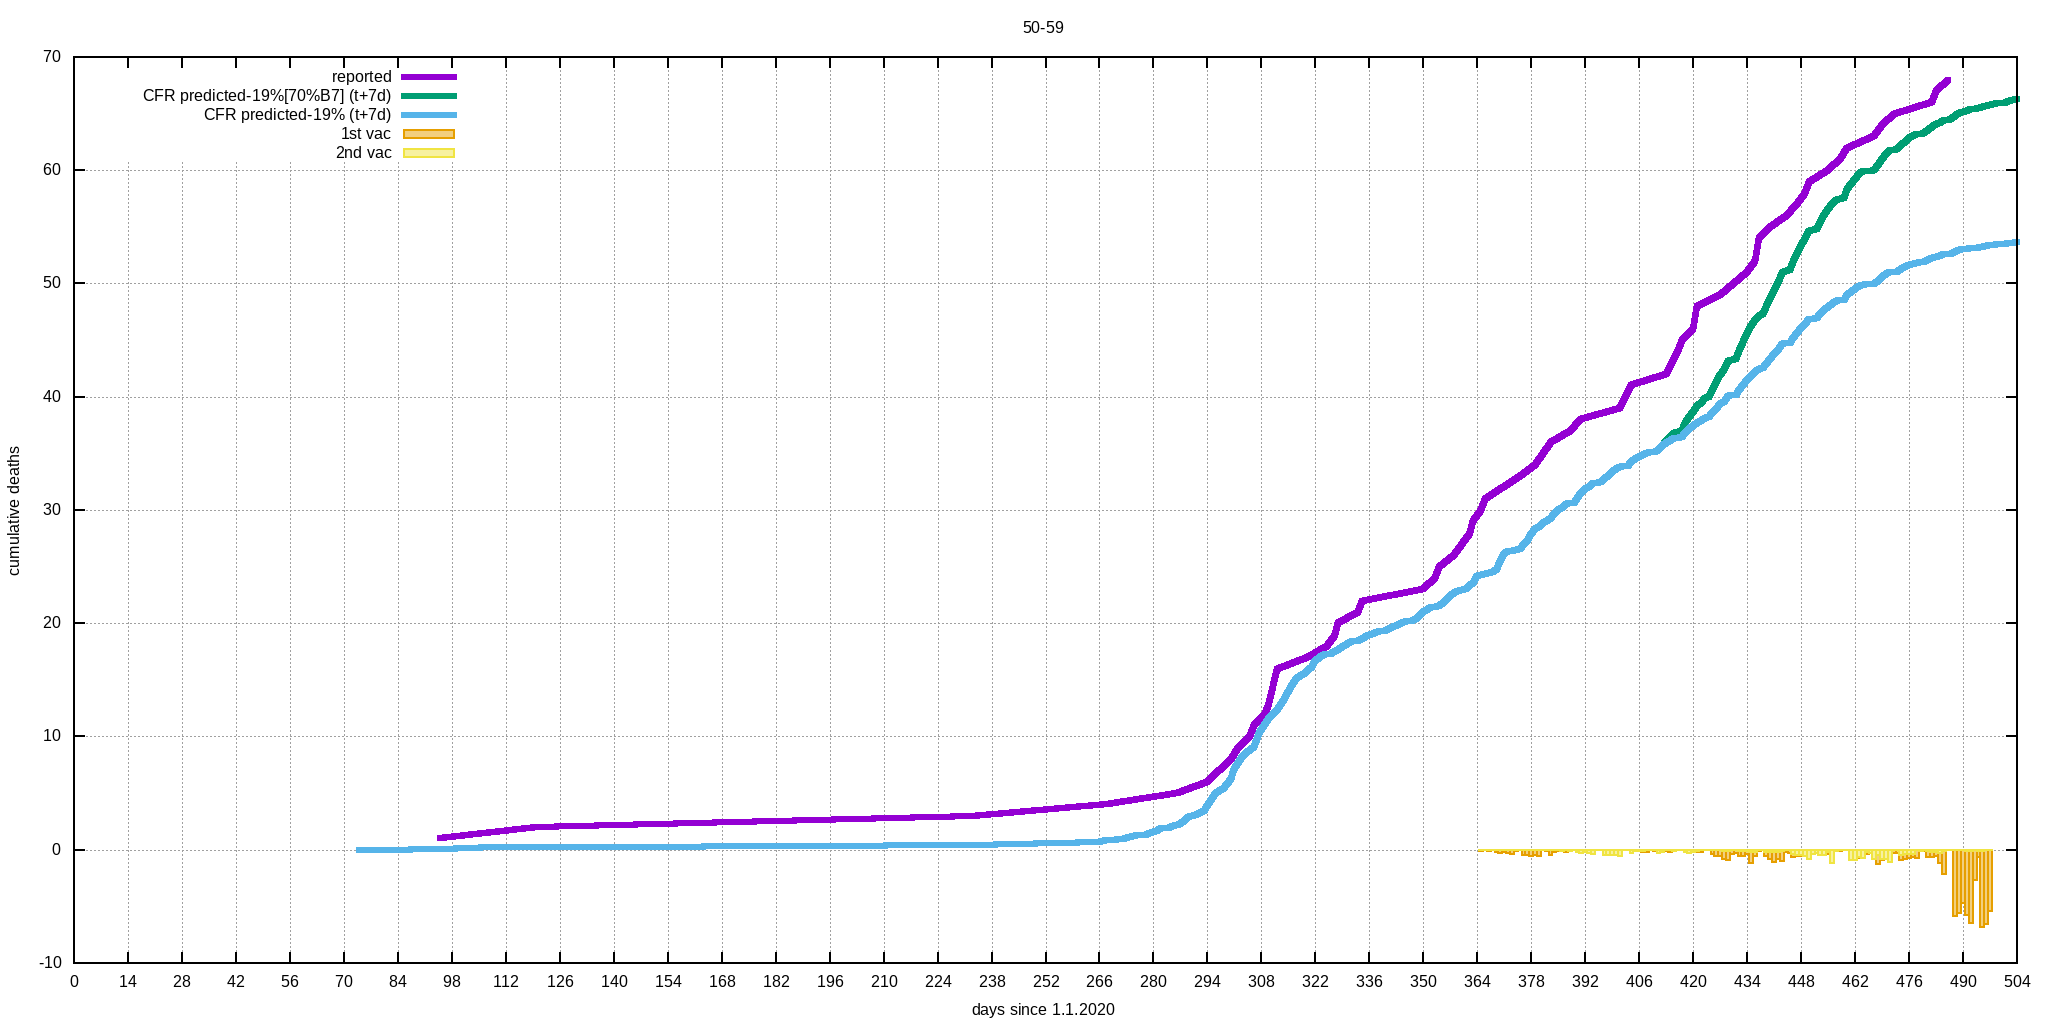 50-59
70
60
50
40
30
20
10
0
-10
cumulative deaths
reported
CFR predicted-19%[70%B7] (t+7d)
CFR predicted-19% (t+7d)
1st vac
2nd vac
0 14 28 42 56 70 84 98 112 126 140 154 168 182 196 210 224 238 252 266 280 294 308 322 336 350 364 378 392 406 420 434 448 462 476 490 504
days since 1.1.2020